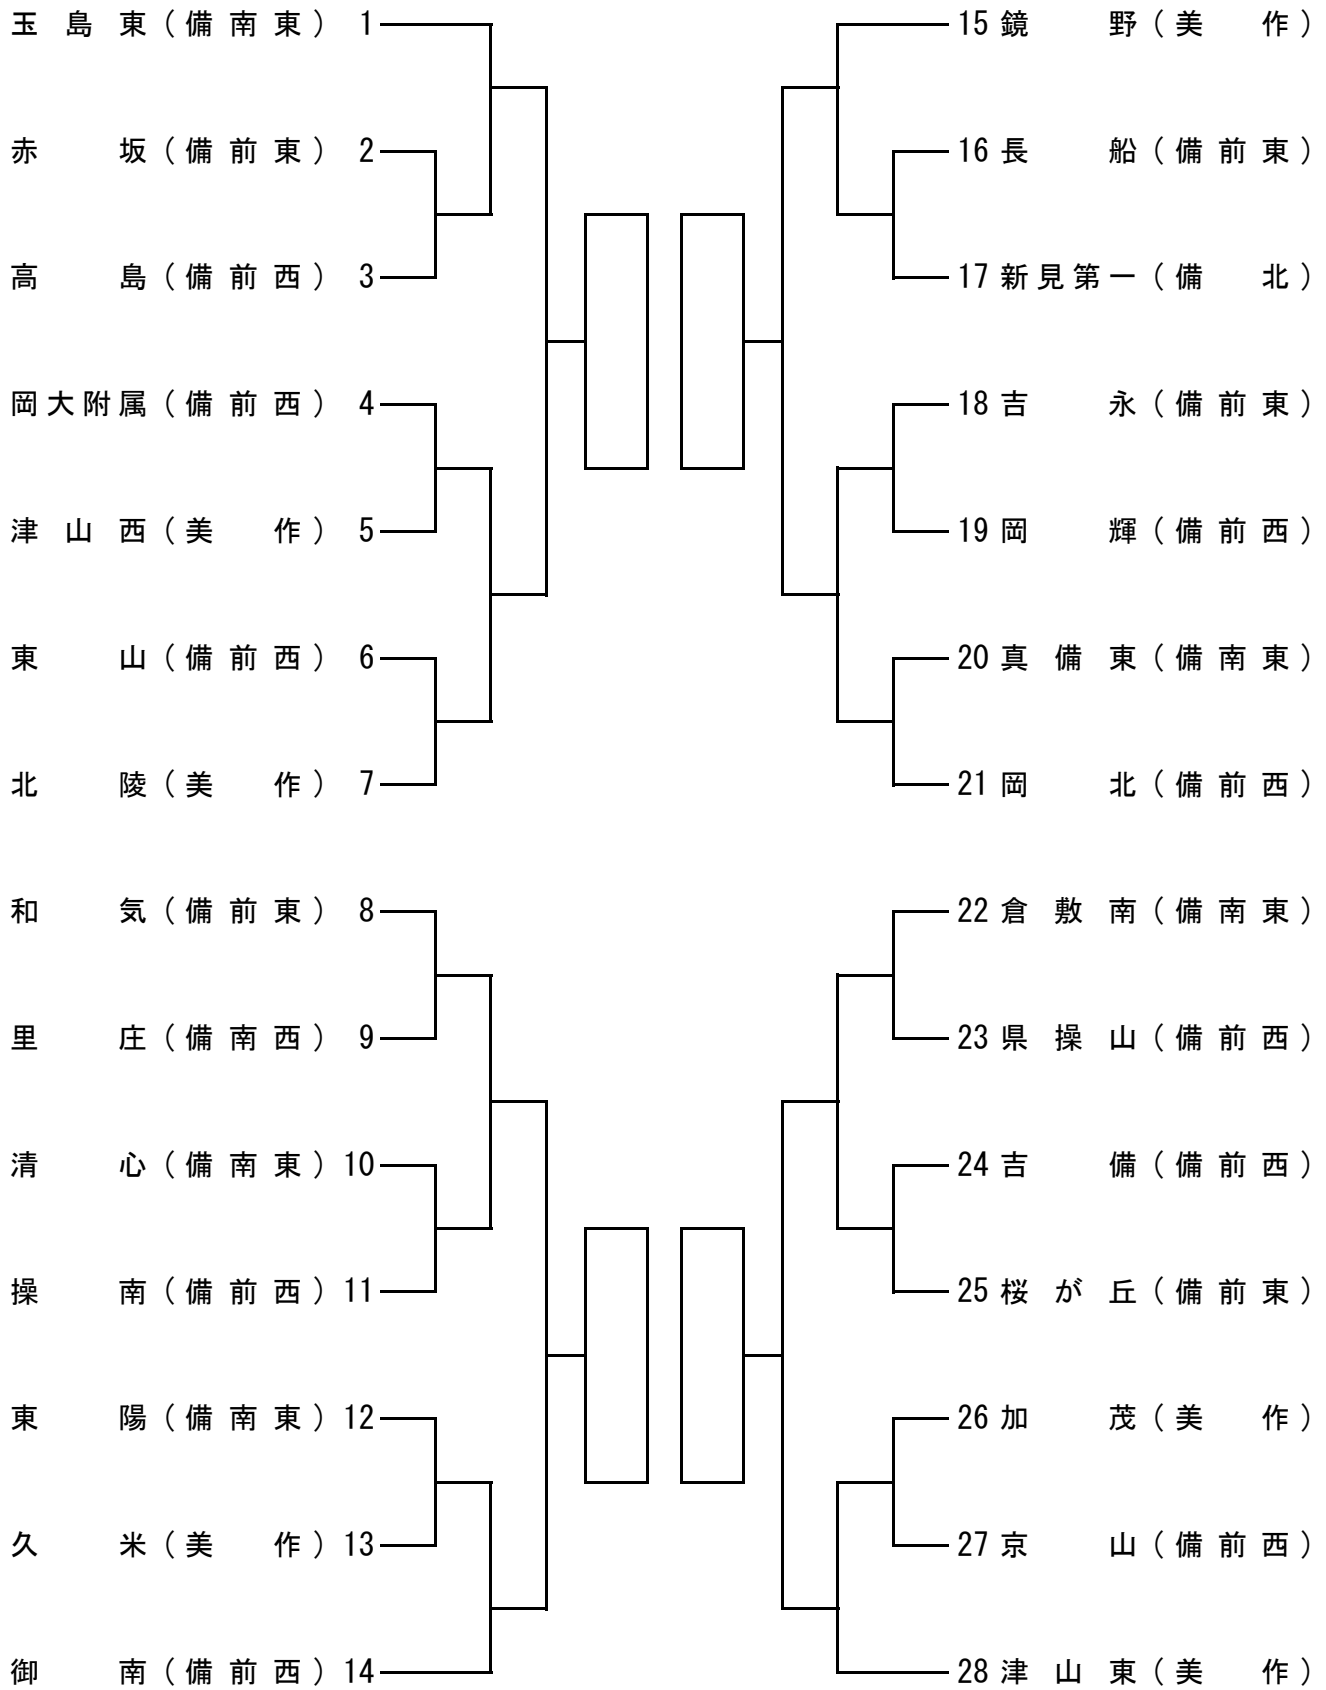 玉島東(備南東) 1
赤坂(備前東) 2
高島(備前西) 3
岡大附属(備前西) 4
津山西(美作) 5
東山(備前西) 6
北陵(美作) 7
和気(備前東) 8
里庄(備南西) 9
清心(備南東) 10
操南(備前西) 11
東陽(備南東) 12
久米(美作) 13
御南(備前西) 14
15 鏡野(美作)
16 長船(備前東)
17 新見第一(備北)
18 吉永(備前東)
19 岡輝(備前西)
20 真備東(備南東)
21 岡北(備前西)
22 倉敷南(備南東)
23 県操山(備前西)
24 吉備(備前西)
25 桜が丘(備前東)
26 加茂(美作)
27 京山(備前西)
28 津山東(美作)